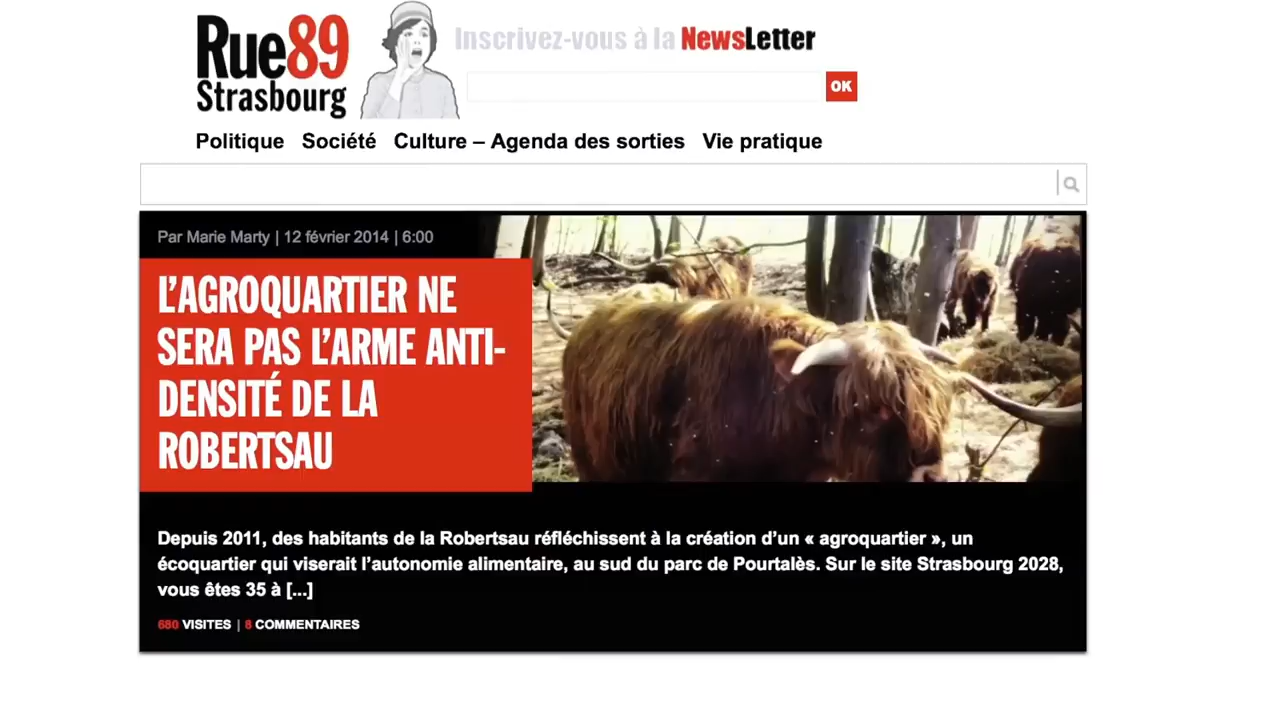 Rue89
Strasbourg
Inscrivez-vous à la NewsLetter
OK
Politique Société Culture – Agenda des sorties Vie pratique
Par Marie Marty | 12 février 2014 | 6:00
L’AGROQUARTIER NE
SERA PAS L’ARME ANTI-
DENSITÉ DE LA
ROBERTSAU
Depuis 2011, des habitants de la Robertsau réfléchissent à la création d’un « agroquartier », un
écoquartier qui viserait l’autonomie alimentaire, au sud du parc de Pourtalès. Sur le site Strasbourg 2028,
vous êtes 35 à [...]
680 VISITES | 8 COMMENTAIRES